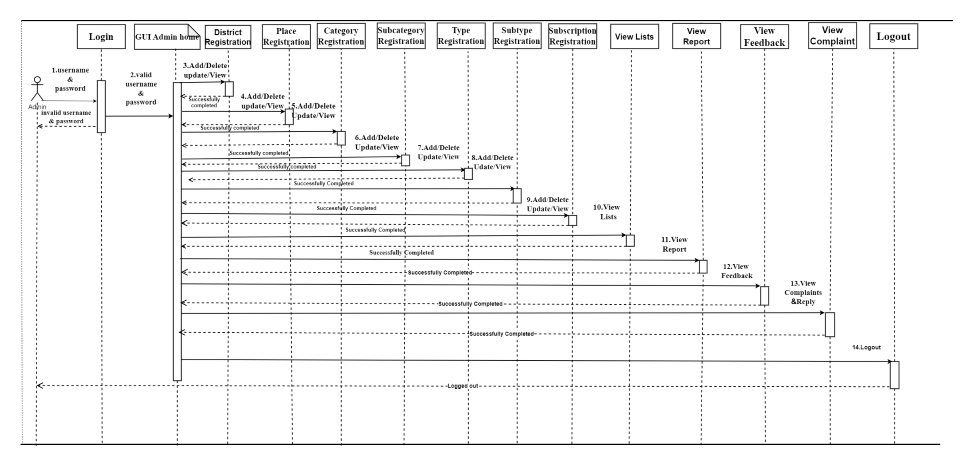 Login
GUI Admin home
District
Registration
Place
Registration
Category
Registration
Subcategory
Registration
Type
Registration
Subtype
Registration
Subscription
Registration
View Lists
View
Report
View
Feedback
View
Complaint
Logout
Admin
1.username
&
password
invalid username
& password
2.valid
username
&
password
3.Add/Delete
update/View
Successfully
completed
4.Add/Delete
update/View
Successfully completed
5.Add/Delete
Update/View
Successfully completed
6.Add/Delete
Update/View
Successfully completed
7.Add/Delete
Update/View
Successfully Completed
8.Add/Delete
Udate/View
Successfully Completed
9.Add/Delete
Update/View
Successfully Completed
10.View
Lists
Successfully Completed
11.View
Report
Successfully Completed
12.View
Feedback
Successfully Completed
13.View
Complaints
&Reply
Successfully Completed
14.Logout
Logged out